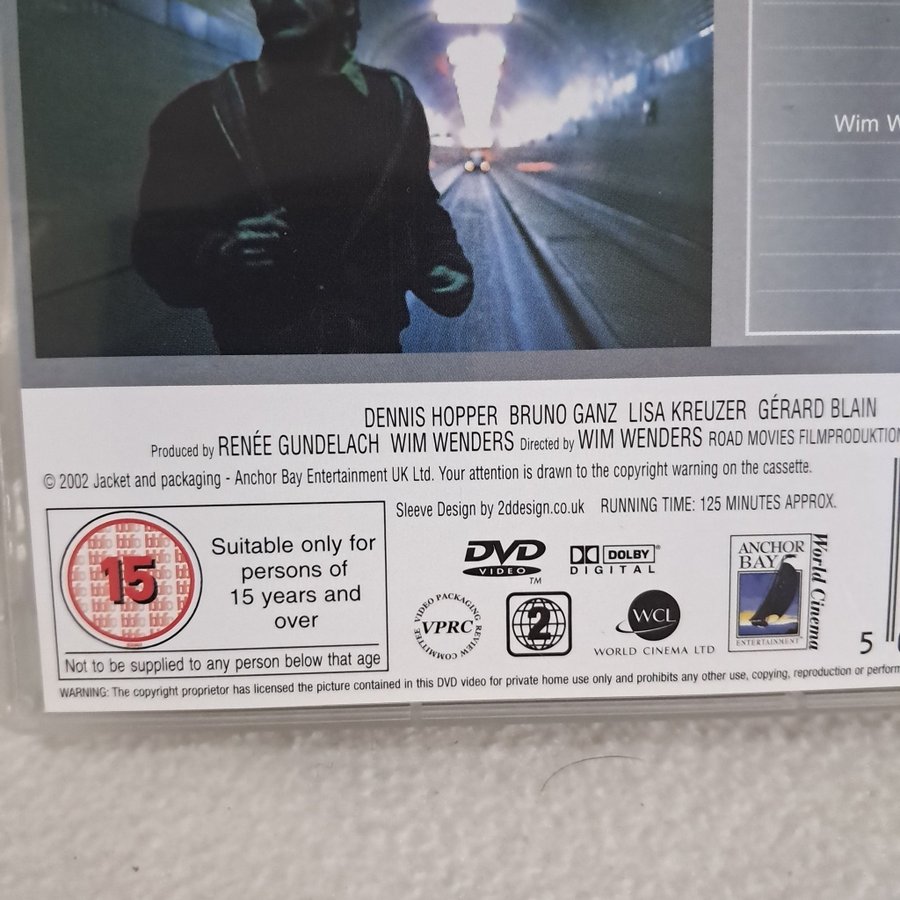 Wim W
DENNIS HOPPER BRUNO GANZ LISA KREUZER GÉRARD BLAIN
Produced by RENÉE GUNDELACH WIM WENDERS Directed by WIM WENDERS ROAD MOVIES FILMPRODUKTION
© 2002 Jacket and packaging - Anchor Bay Entertainment UK Ltd. Your attention is drawn to the copyright warning on the cassette.
Sleeve Design by 2ddesign.co.uk RUNNING TIME: 125 MINUTES APPROX.
15
Suitable only for
persons of
15 years and
over
Not to be supplied to any person below that age
DVD
VIDEO
TM
DOLBY
DIGITAL
VIDEO PACKAGING
VPRC
REVIEW COMMITTEE
2
WCL
WORLD CINEMA LTD
ANCHOR
BAY
ENTERTAINMENT
World Cinema
5
WARNING: The copyright proprietor has licensed the picture contained in this DVD video for private home use only and prohibits any other use, copying, reproduction or perform